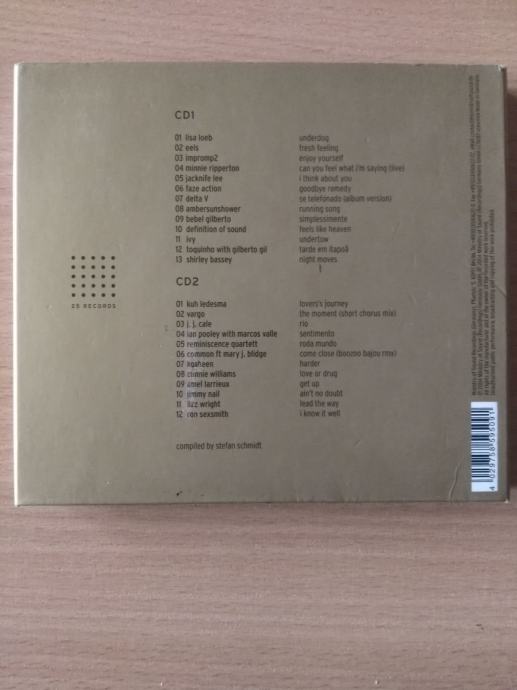 CD1
01 lisa loeb underdog
02 eels fresh feeling
03 impromp2 enjoy yourself
04 minnie ripperton can you feel what i'm saying (live)
05 jacknife lee i think about you
06 faze action goodbye remedy
07 delta V se telefonado (album version)
08 ambersunshower running song
09 bebel gilberto simplessimente
10 definition of sound feels like heaven
11 ivy undertow
12 toquinho with gilberto gil tarde em itapoã
13 shirley bassey night moves
CD2
01 kuh ledesma lovers's journey
02 vargo the moment (short chorus mix)
03 j. j. cale rio
04 ian pooley with marcos valle sentimento
05 reminiscence quartett roda mundo
06 common ft mary j. blidge come close (boozoo bajou rmx)
07 agaheen harder
08 williams love or drug
09 amel larrieux get up
10 jimmy nail ain't no doubt
11 lizz wright lead the way
12 ron sexsmith i know it well
compiled by stefan schmidt
25 RECORDS
4 029758 595091